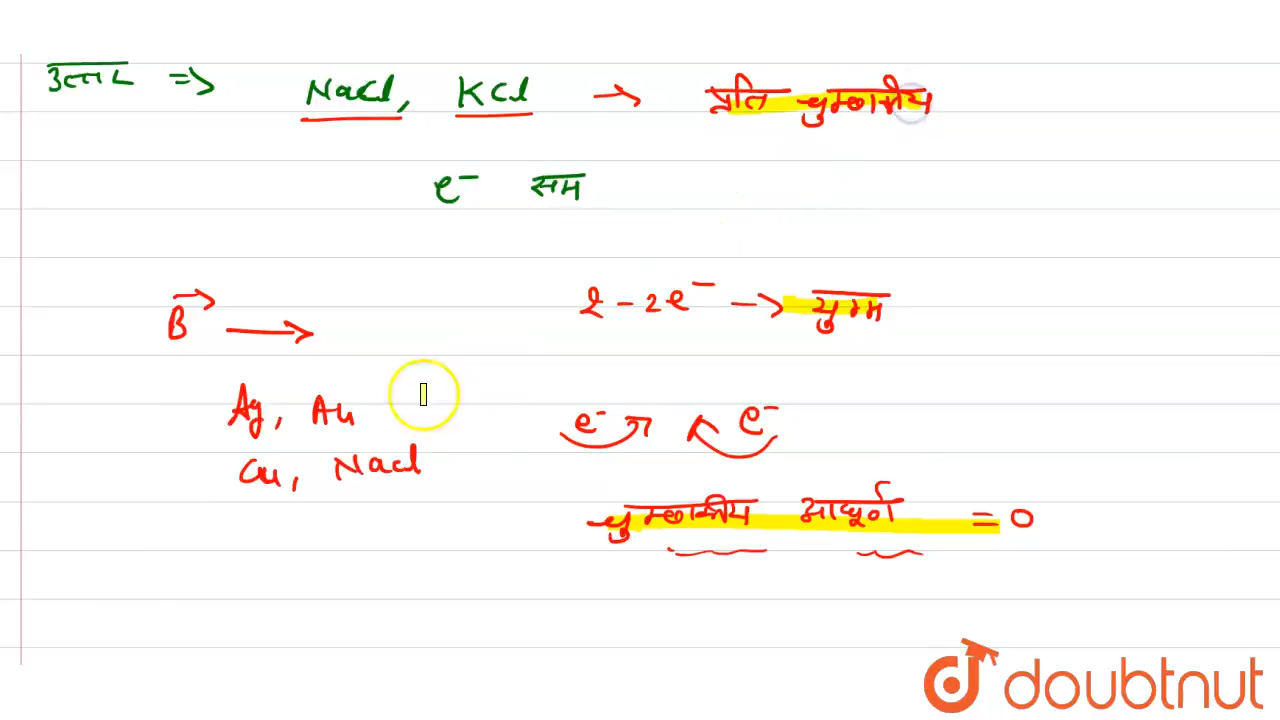 उत्तर ⇒ NaCl, KCl → प्रति चुम्बकीय
e⁻ सम
B⃗ →
2 - 2e⁻ → युग्म
Ag, Au
e⁻ e⁻
Cu, NaCl
चुम्बकीय आघूर्ण = 0
doubtnut